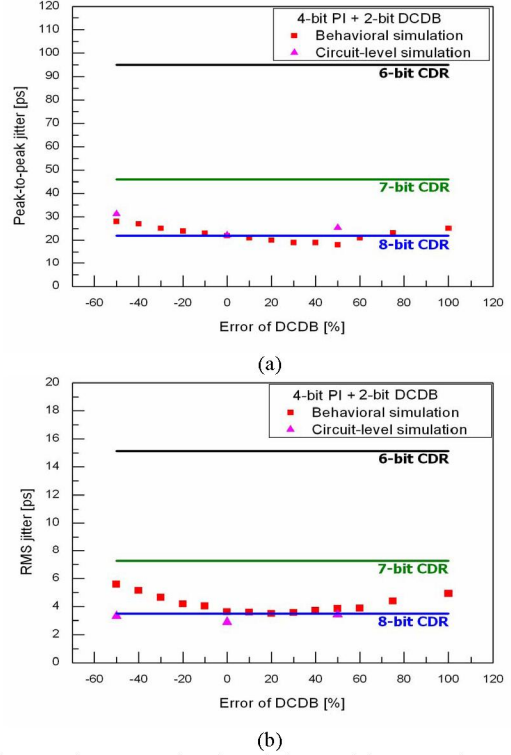 120
110
100
90
80
70
60
50
40
30
20
10
0
Peak-to-peak jitter [ps]
4-bit PI + 2-bit DCDB
Behavioral simulation
Circuit-level simulation
6-bit CDR
7-bit CDR
8-bit CDR
-60 -40 -20 0 20 40 60 80 100 120
Error of DCDB [%]
(a)
20
18
16
14
12
10
8
6
4
2
0
RMS jitter [ps]
4-bit PI + 2-bit DCDB
Behavioral simulation
Circuit-level simulation
6-bit CDR
7-bit CDR
8-bit CDR
-60 -40 -20 0 20 40 60 80 100 120
Error of DCDB [%]
(b)